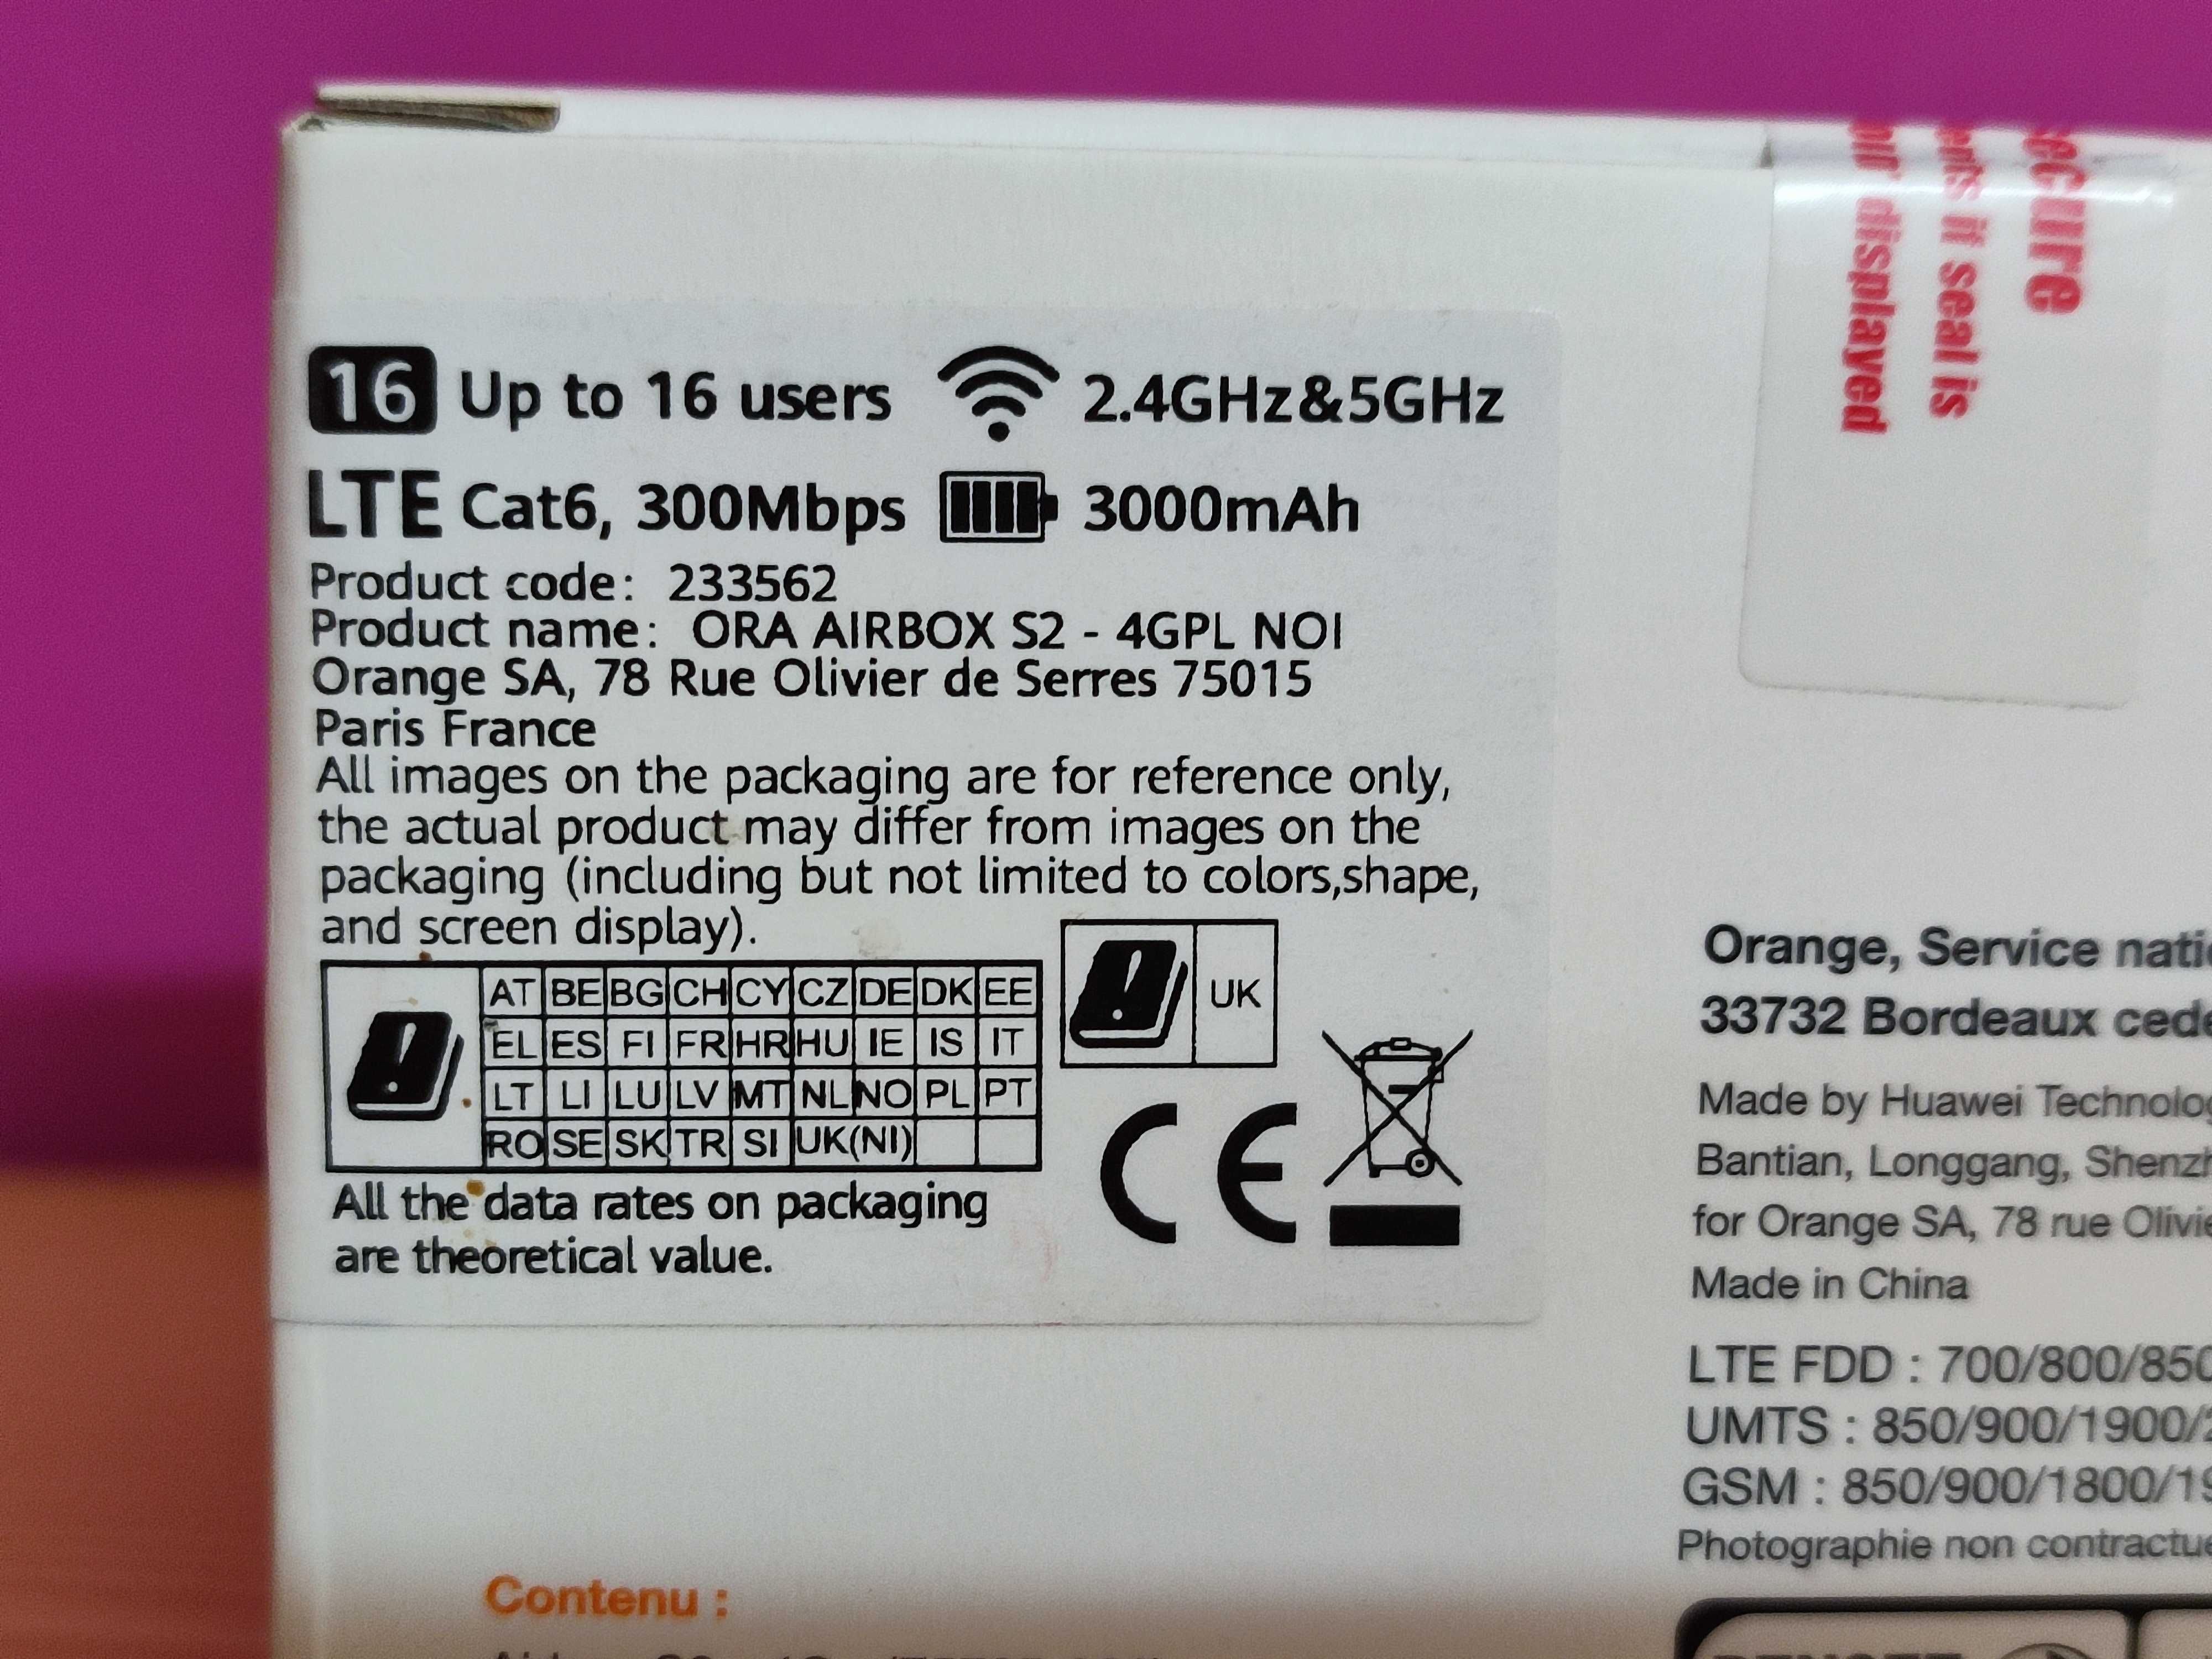 16 Up to 16 users 2.4GHz&5GHz
LTE Cat6, 300Mbps 3000mAh
Product code: 233562
Product name: ORA AIRBOX S2 - 4GPL NOI
Orange SA, 78 Rue Olivier de Serres 75015
Paris France
All images on the packaging are for reference only,
the actual product may differ from images on the
packaging (including but not limited to colors,shape,
and screen display).
AT BE BG CH CY CZ DE DK EE
EL ES FI FR HR HU IE IS IT
LT LI LU LV MT NL NO PL PT
RO SE SK TR SI UK(NI)
UK
CE
All the data rates on packaging
are theoretical value.
if seal is
displayed
Orange, Service
33732 Bordeaux
Made by Huawei
Bantian, Longgang,
for Orange SA, 78 rue
Made in China
LTE FDD : 700/800/850
UMTS : 850/900/1900/
GSM : 850/900/1800/
Photographie non
Contenu :